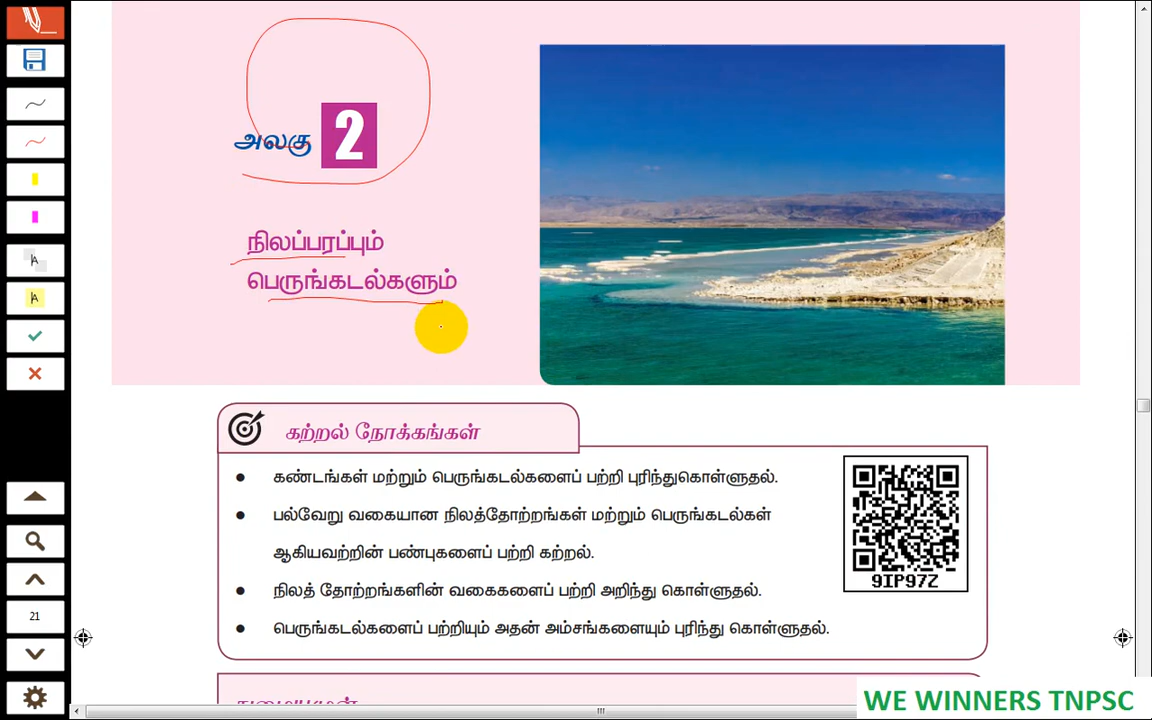 அலகு 2
நிலப்பரப்பும்
பெருங்கடல்களும்
கற்றல் நோக்கங்கள்
கண்டங்கள் மற்றும் பெருங்கடல்களைப் பற்றி புரிந்துகொள்ளுதல்.
பல்வேறு வகையான நிலத்தோற்றங்கள் மற்றும் பெருங்கடல்கள்
ஆகியவற்றின் பண்புகளைப் பற்றி கற்றல்.
நிலத் தோற்றங்களின் வகைகளைப் பற்றி அறிந்து கொள்ளுதல்.
பெருங்கடல்களைப் பற்றியும் அதன் அம்சங்களையும் புரிந்து கொள்ளுதல்.
9IP97Z
21
WE WINNERS TNPSC